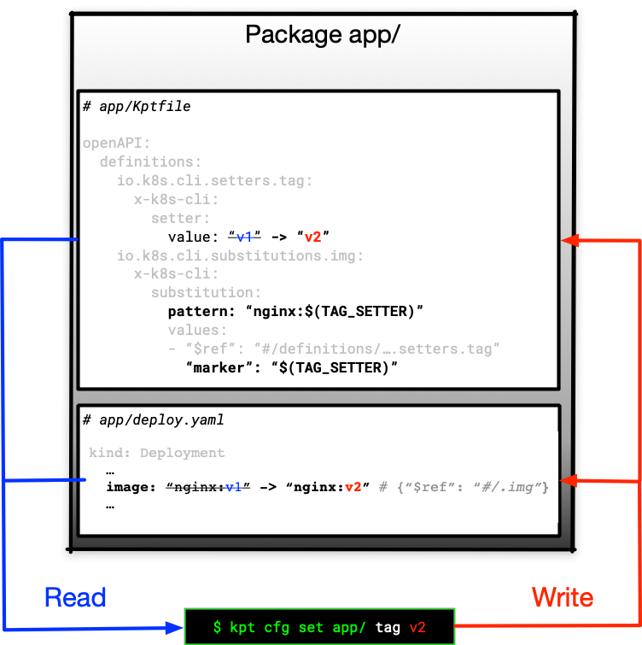 Package app/
# app/Kptfile
openAPI:
definitions:
io.k8s.cli.setters.tag:
x-k8s-cli:
setter:
value: “v1” -> “v2”
io.k8s.cli.substitutions.img:
x-k8s-cli:
substitution:
pattern: “nginx:$(TAG_SETTER)”
values:
- “$ref”: “#/definitions/….setters.tag”
“marker”: “$(TAG_SETTER)”
# app/deploy.yaml
kind: Deployment
…
image: “nginx:v1” -> “nginx:v2” # {“$ref”: “#/.img”}
…
Read
Write
$ kpt cfg set app/ tag v2